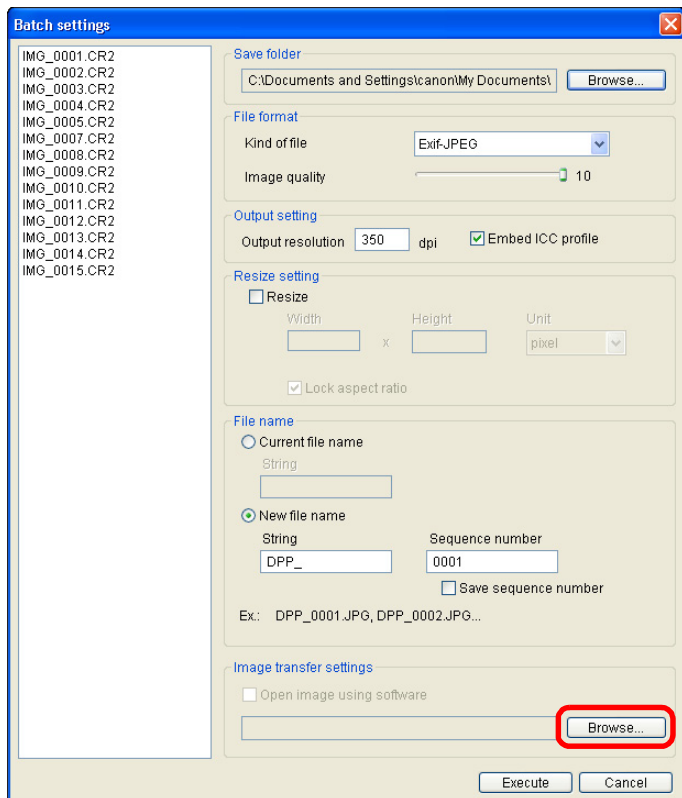 Batch settings
IMG_0001.CR2
IMG_0002.CR2
IMG_0003.CR2
IMG_0004.CR2
IMG_0005.CR2
IMG_0007.CR2
IMG_0008.CR2
IMG_0009.CR2
IMG_0010.CR2
IMG_0011.CR2
IMG_0012.CR2
IMG_0013.CR2
IMG_0014.CR2
IMG_0015.CR2
Save folder
C:\Documents and Settings\canon\My Documents\ Browse...
File format
Kind of file Exif-JPEG
Image quality 10
Output setting
Output resolution 350 dpi Embed ICC profile
Resize setting
Resize
Width Height Unit
x pixel
Lock aspect ratio
File name
Current file name
String
New file name
String Sequence number
DPP_ 0001
Save sequence number
Ex.: DPP_0001.JPG, DPP_0002.JPG...
Image transfer settings
Open image using software
Browse...
Execute Cancel